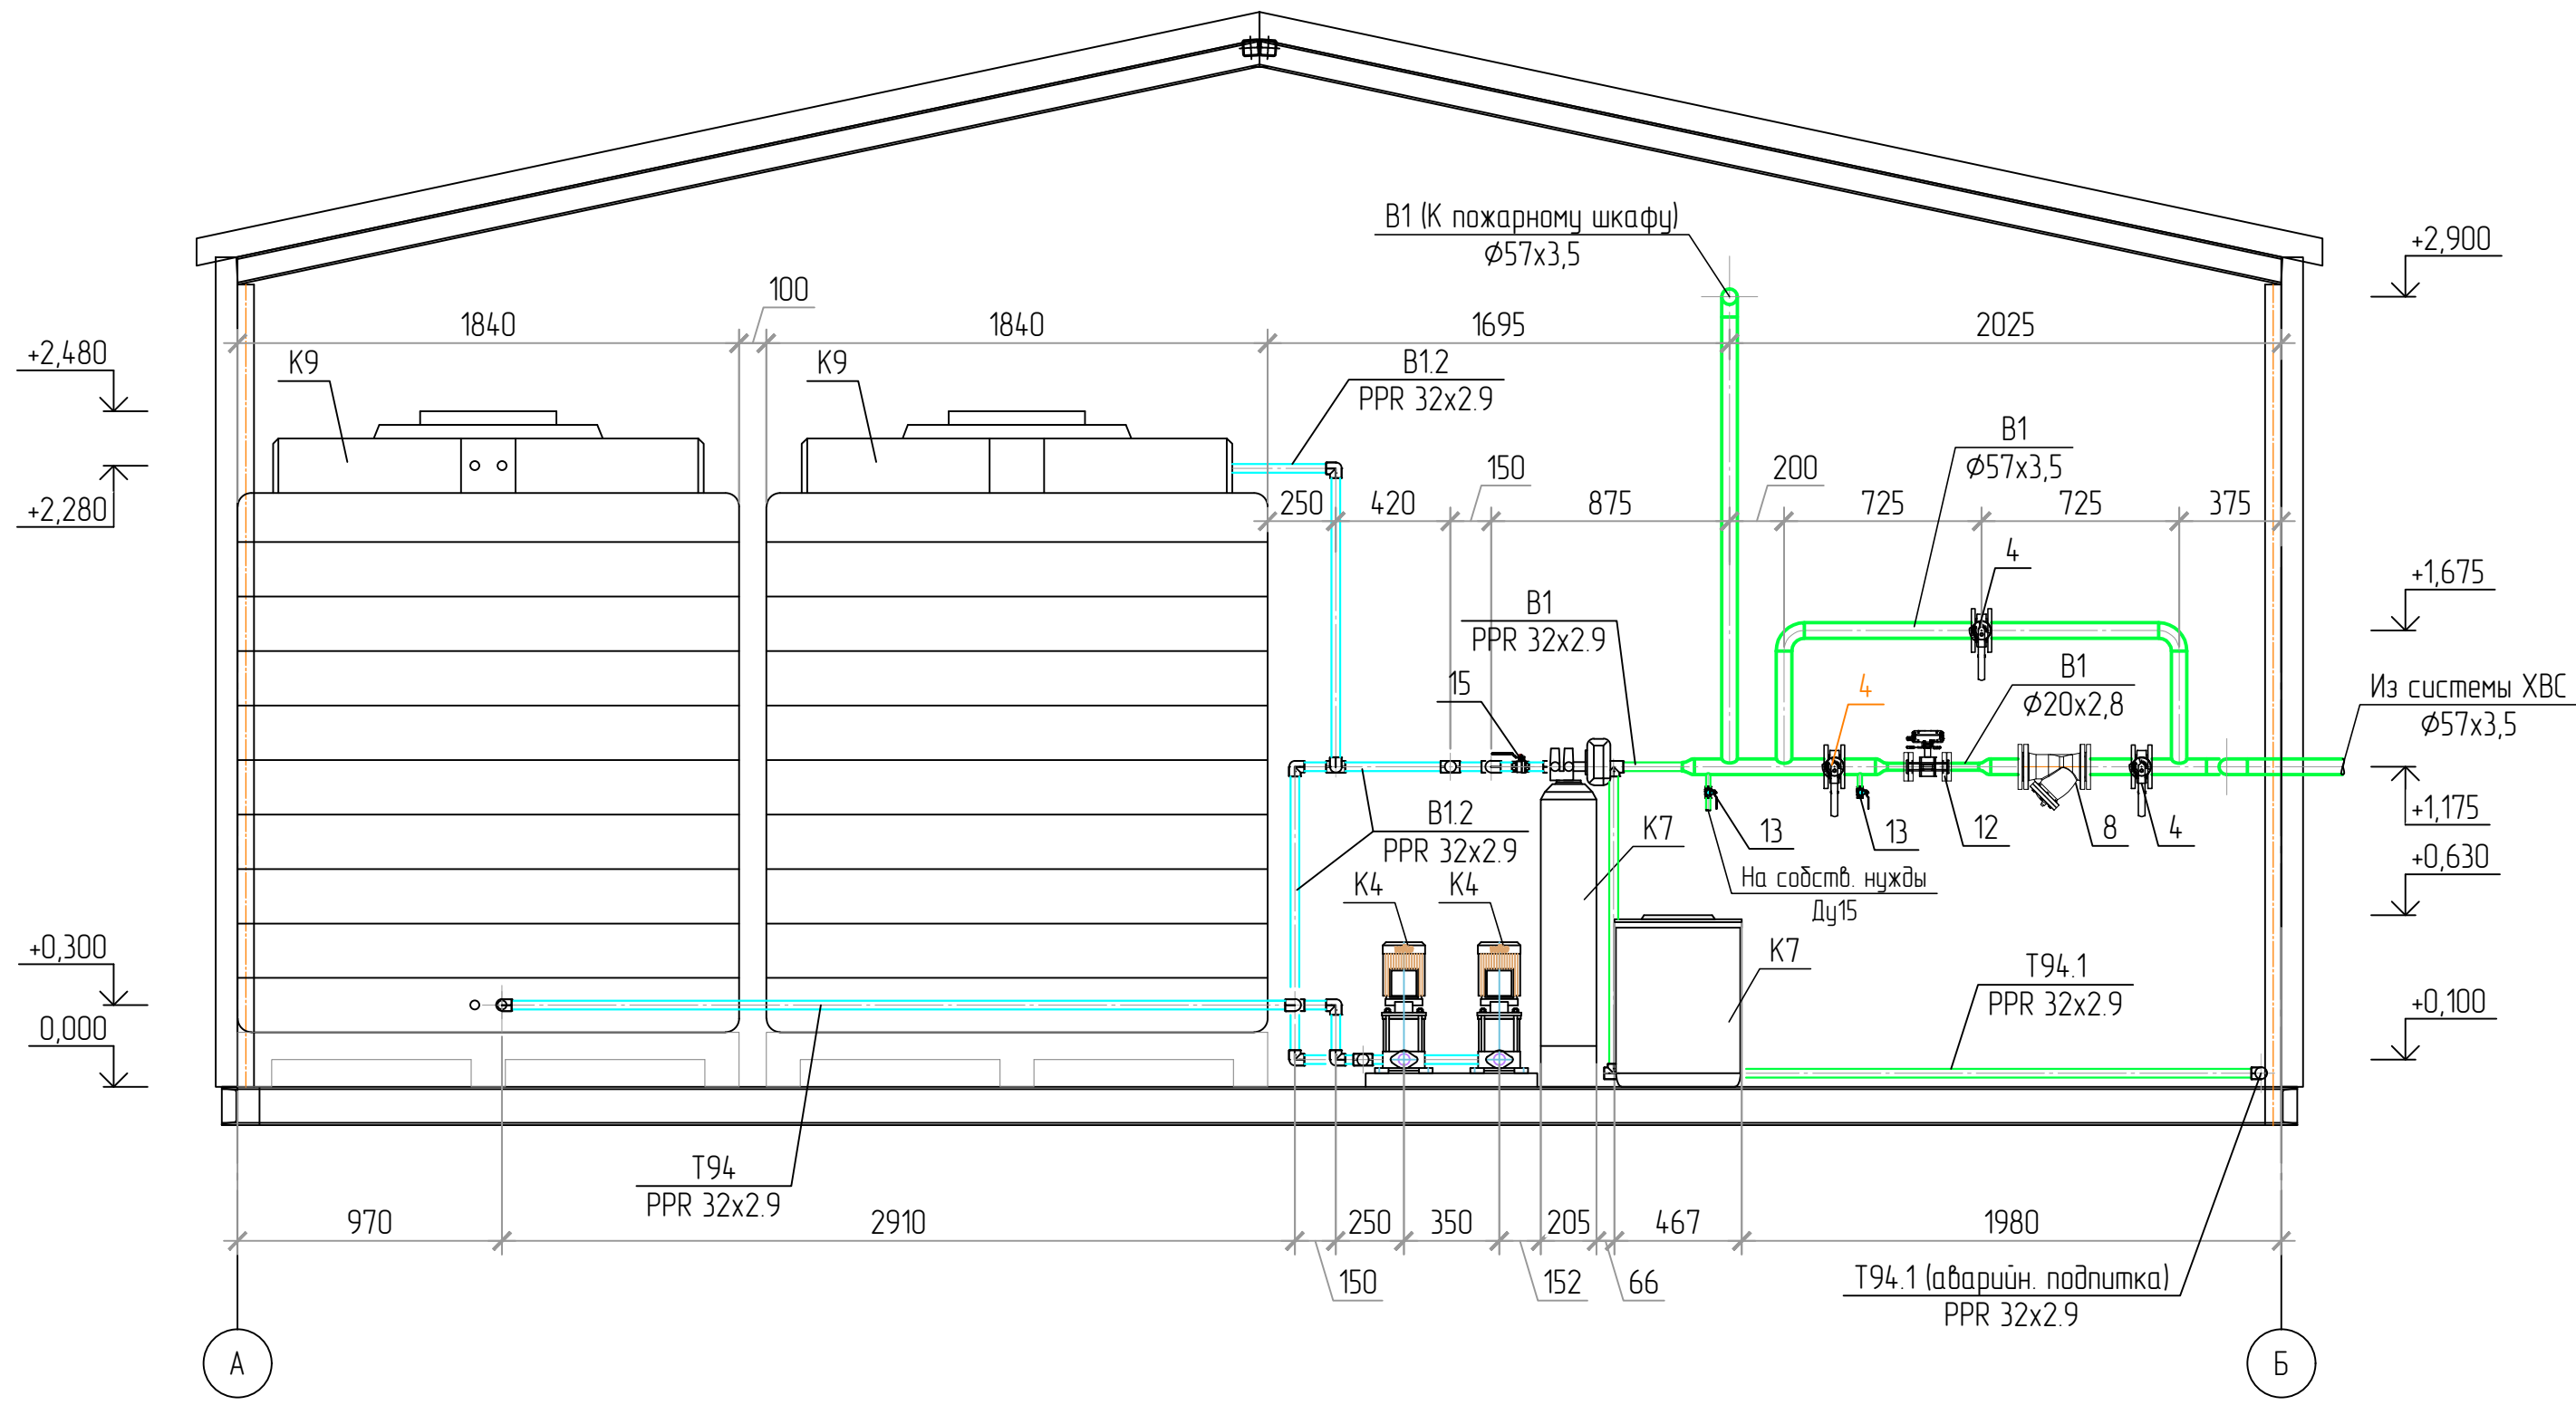 В1 (К пожарному шкафу)
Ø57х3,5
+2,900
100
1840
1840
1695
2025
+2,480
К9
К9
В1.2
PPR 32x2.9
+2,280
В1
Ø57х3,5
150
200
250
420
875
725
725
375
4
+1,675
В1
PPR 32x2.9
15
4
В1
Ø20х2,8
Из системы ХВС
Ø57х3,5
+1,175
В1.2
PPR 32x2.9
К7
13
13
12
8
4
+0,630
К4
К4
На собств. нужды
Ду15
+0,300
К7
Т94.1
PPR 32x2.9
+0,100
0,000
Т94
PPR 32x2.9
970
2910
250
350
205
467
1980
150
152
66
Т94.1 (аварийн. подпитка)
PPR 32x2.9
А
Б